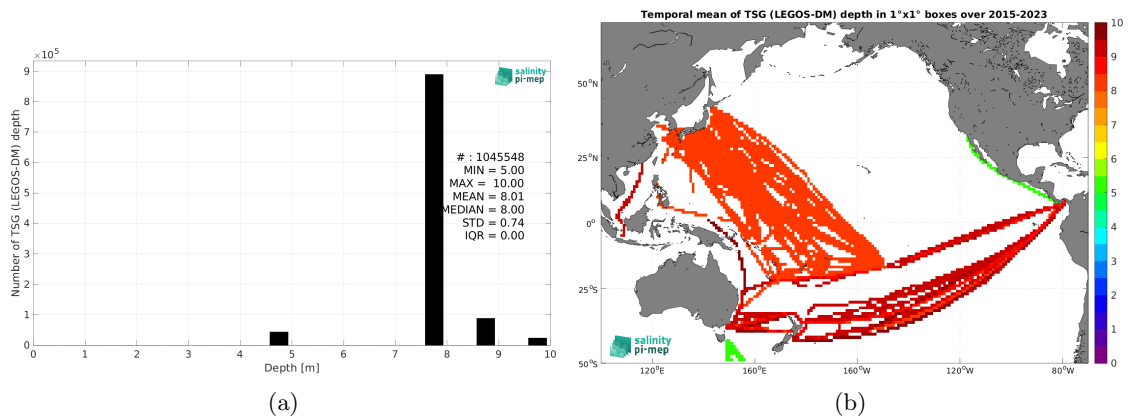 ×10⁵
9
8
7
6
5
4
3
2
1
0
Number of TSG (LEGOS-DM) depth
salinity
pi-mep
# : 1045548
MIN = 5.00
MAX = 10.00
MEAN = 8.01
MEDIAN = 8.00
STD = 0.74
IQR = 0.00
0 1 2 3 4 5 6 7 8 9 10
Depth [m]
(a)
Temporal mean of TSG (LEGOS-DM) depth in 1°x1° boxes over 2015-2023
50°N
25°N
0°
25°S
50°S
120°E 160°E 160°W 120°W 80°W
salinity
pi-mep
10
9
8
7
6
5
4
3
2
1
0
(b)